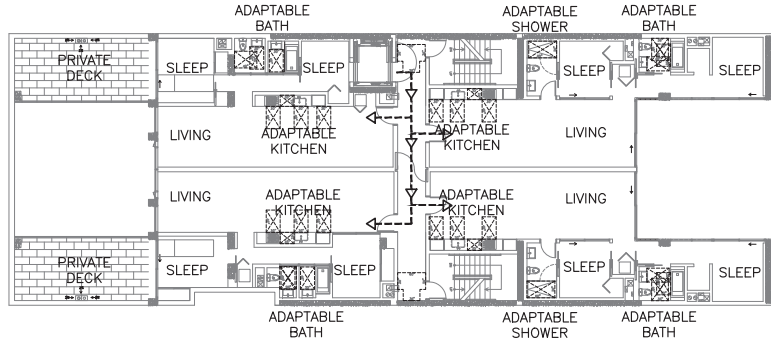 ADAPTABLE
BATH
ADAPTABLE
SHOWER
ADAPTABLE
BATH
PRIVATE
DECK
SLEEP
SLEEP
SLEEP
SLEEP
LIVING
ADAPTABLE
KITCHEN
ADAPTABLE
KITCHEN
LIVING
LIVING
ADAPTABLE
KITCHEN
ADAPTABLE
KITCHEN
LIVING
PRIVATE
DECK
SLEEP
SLEEP
SLEEP
SLEEP
ADAPTABLE
BATH
ADAPTABLE
SHOWER
ADAPTABLE
BATH